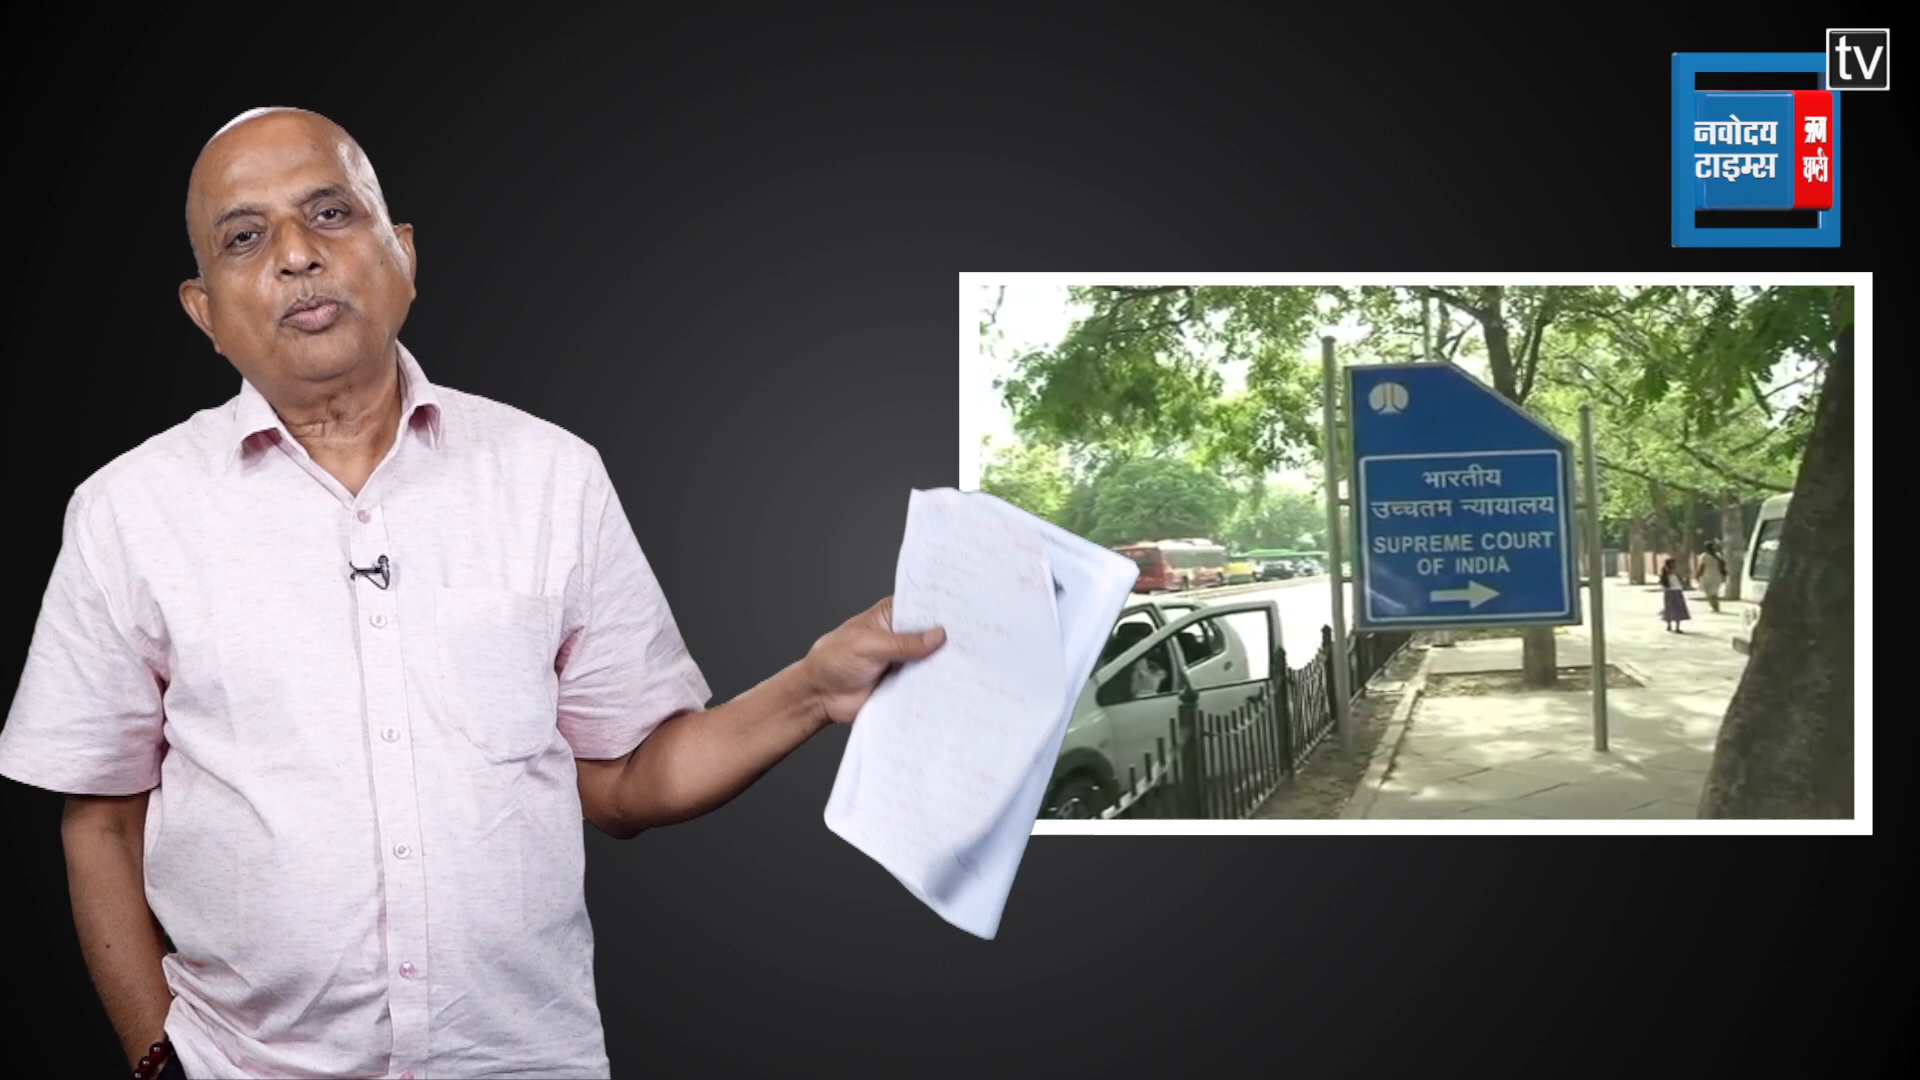 tv
नवोदय
टाइम्स
भारतीय
उच्चतम न्यायालय
SUPREME COURT
OF INDIA